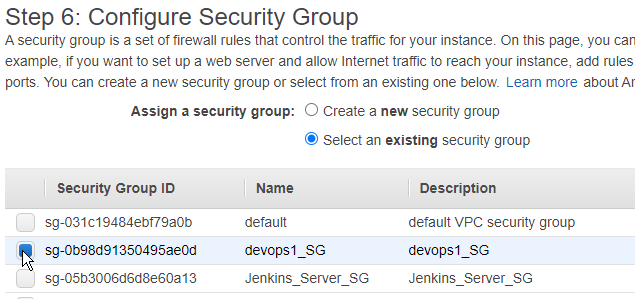 Step 6: Configure Security Group
A security group is a set of firewall rules that control the traffic for your instance. On this page, you can
example, if you want to set up a web server and allow Internet traffic to reach your instance, add rules
ports. You can create a new security group or select from an existing one below. Learn more about
Assign a security group: Create a new security group
Select an existing security group
Security Group ID Name Description
sg-031c19484ebf79a0b default default VPC security group
sg-0b98d91350495ae0d devops1_SG devops1_SG
sg-05b3006d6d8e60a13 Jenkins_Server_SG Jenkins_Server_SG